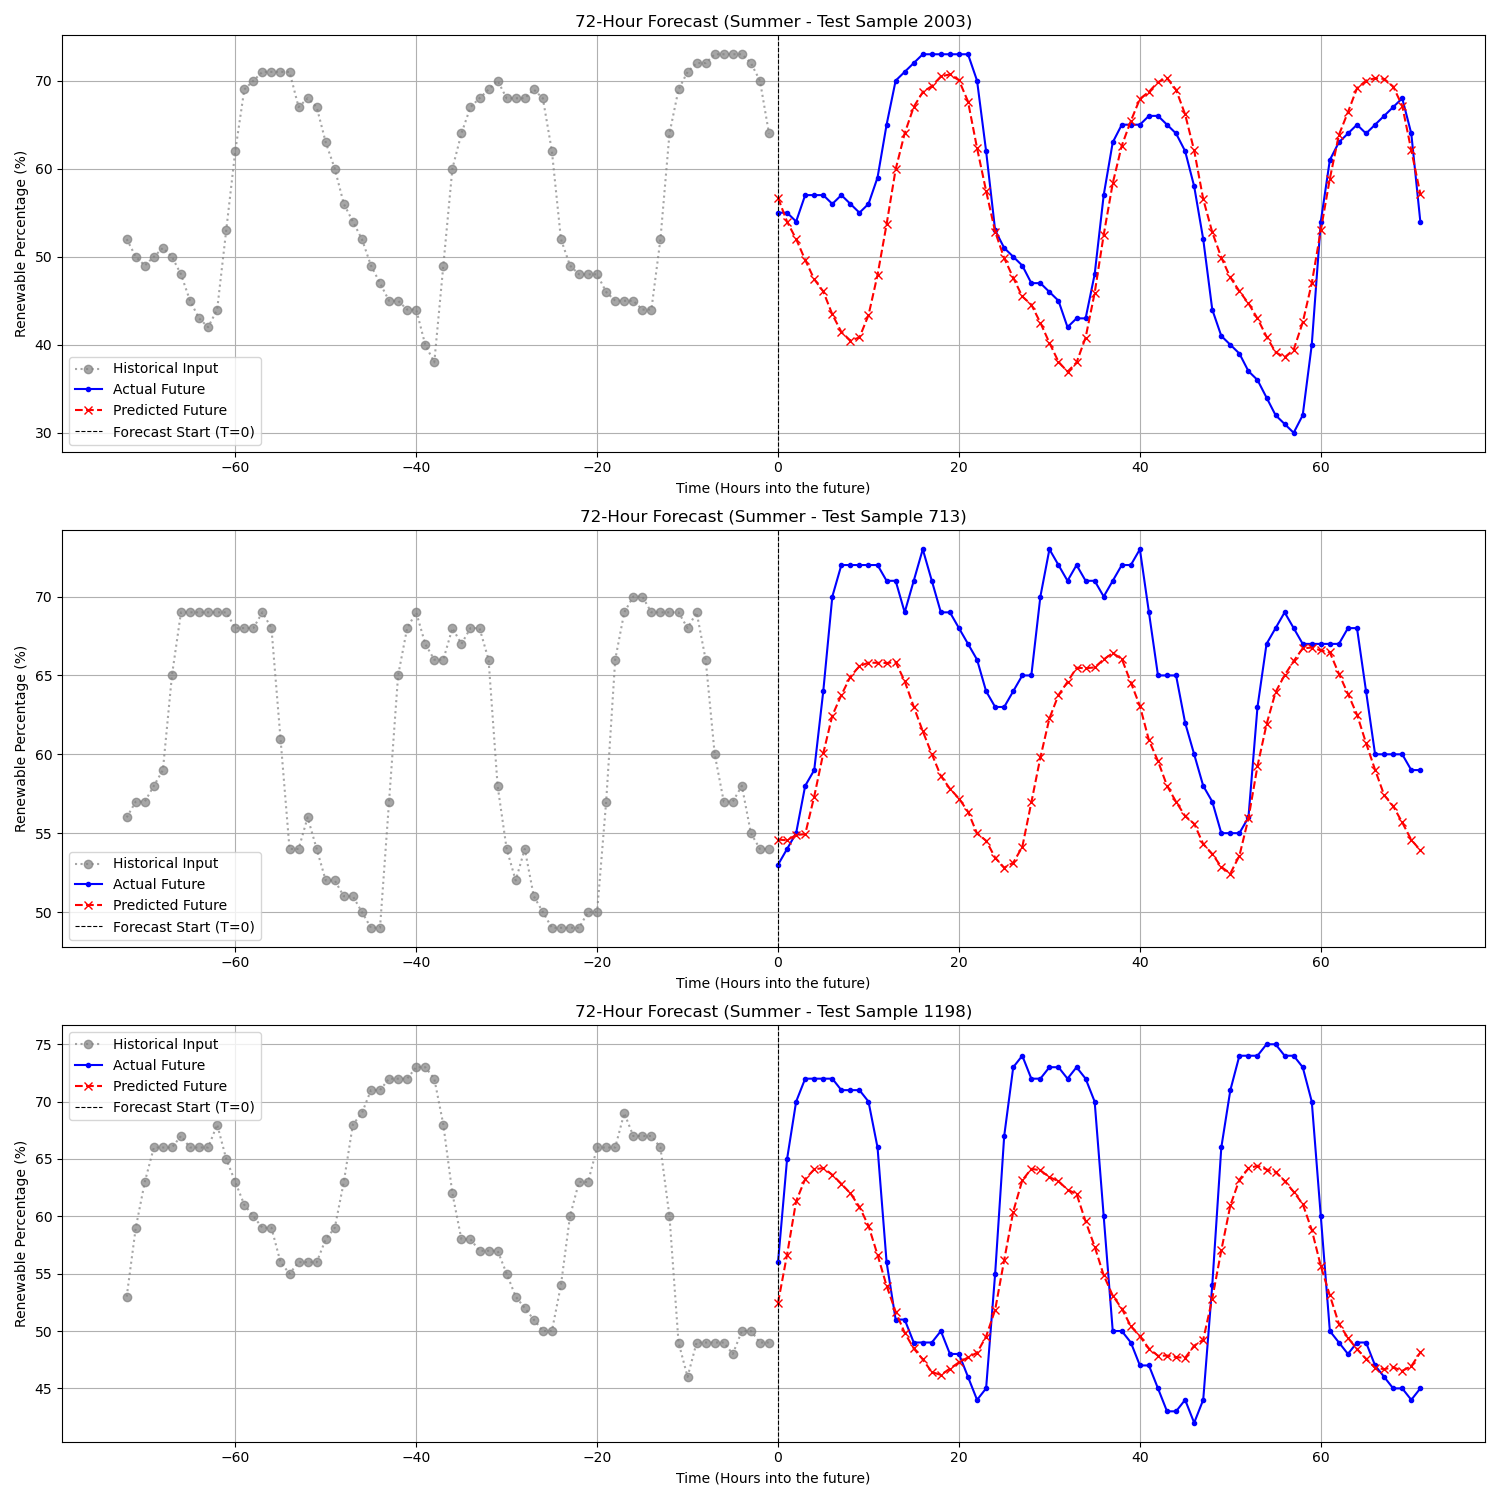 72-Hour Forecast (Summer - Test Sample 2003)
Renewable Percentage (%)
70
60
50
40
30
Historical Input
Actual Future
Predicted Future
Forecast Start (T=0)
−60 −40 −20 0 20 40 60
Time (Hours into the future)
72-Hour Forecast (Summer - Test Sample 713)
Renewable Percentage (%)
70
65
60
55
50
Historical Input
Actual Future
Predicted Future
Forecast Start (T=0)
−60 −40 −20 0 20 40 60
Time (Hours into the future)
72-Hour Forecast (Summer - Test Sample 1198)
Renewable Percentage (%)
75
70
65
60
55
50
45
Historical Input
Actual Future
Predicted Future
Forecast Start (T=0)
−60 −40 −20 0 20 40 60
Time (Hours into the future)